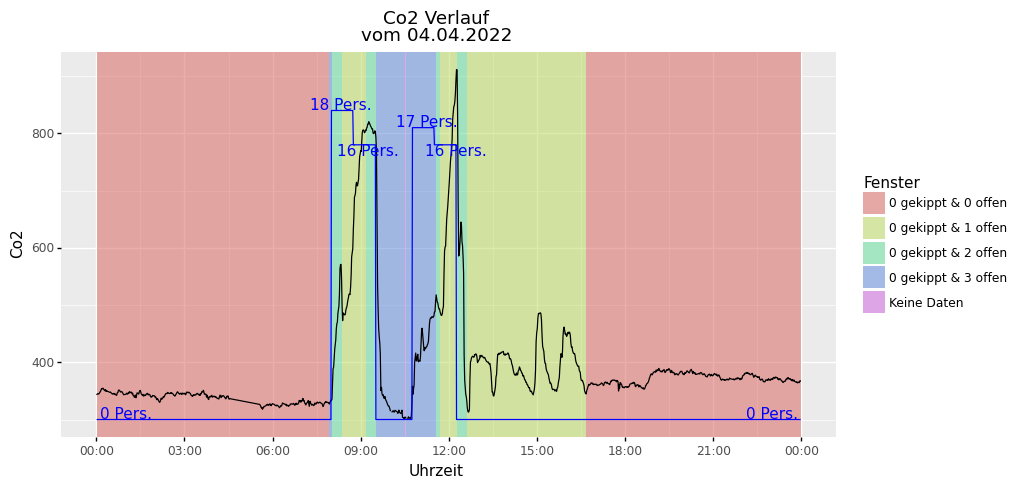 Co2 Verlauf
vom 04.04.2022
Co2
800
600
400
18 Pers.
17 Pers.
16 Pers.
16 Pers.
0 Pers.
0 Pers.
00:00
03:00
06:00
09:00
12:00
15:00
18:00
21:00
00:00
Uhrzeit
Fenster
0 gekippt & 0 offen
0 gekippt & 1 offen
0 gekippt & 2 offen
0 gekippt & 3 offen
Keine Daten